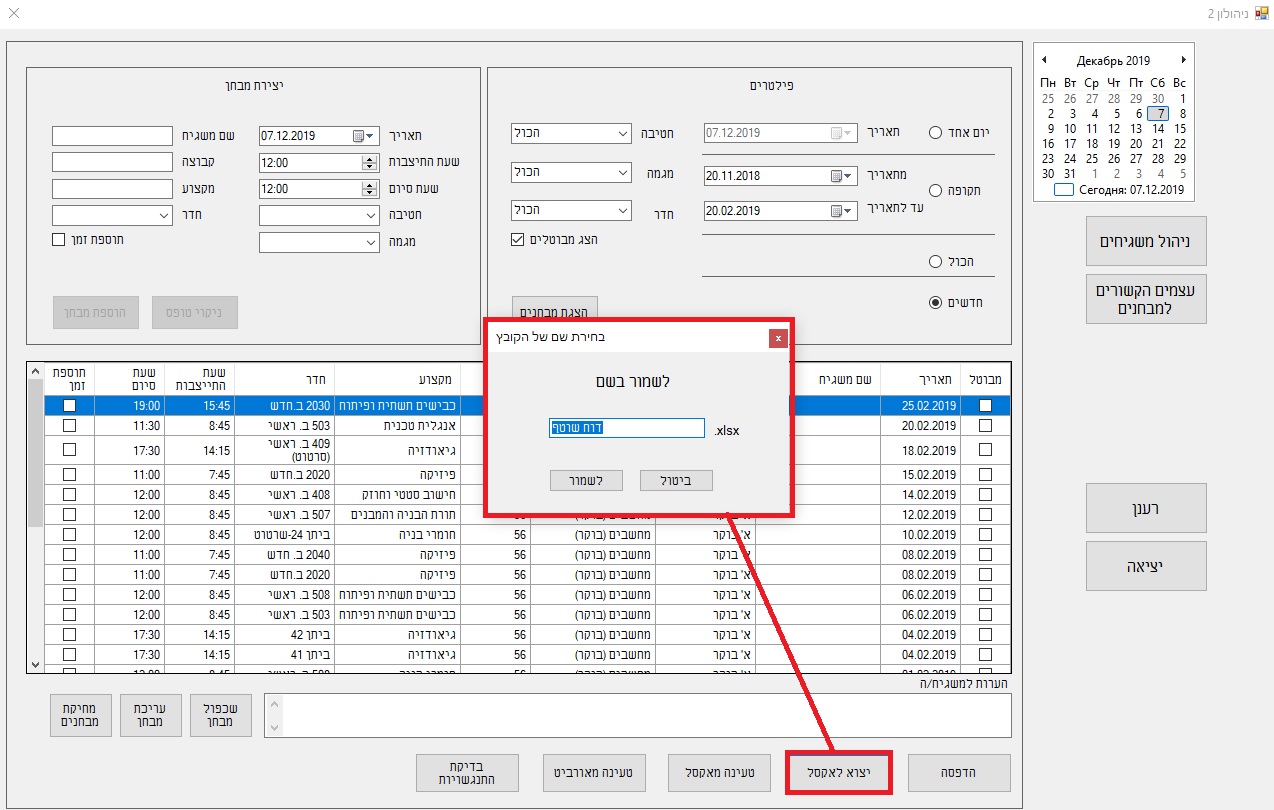 ניהולון 2
Декабрь 2019
Пн Вт Ср Чт Пт Сб Вс
25 26 27 28 29 30 1
2 3 4 5 6 7 8
9 10 11 12 13 14 15
16 17 18 19 20 21 22
23 24 25 26 27 28 29
30 31 1 2 3 4 5
Сегодня: 07.12.2019
ניהול משגיחים
עצמים הקשורים
למבחנים
רענן
יציאה
פילטרים
יום אחד תאריך 07.12.2019 חטיבה הכול
תקופה מתאריך 20.11.2018 מגמה הכול
עד לתאריך 20.02.2019 חדר הכול
הצג מבוטלים
הכול
חדשים
הצגת מבחנים
יצירת מבחן
תאריך 07.12.2019 שם משגיח
שעת התיצבות 12:00 קבוצה
שעת סיום 12:00 מקצוע
חטיבה חדר
מגמה תוספת זמן
ניקוי טופס הוספת מבחן
בחירת שם של הקובץ x
לשמור בשם
דוח שוטף .xlsx
ביטול לשמור
מבוטל תאריך שם משגיח מקצוע חדר שעת התייצבות שעת סיום תוספת זמן
25.02.2019 כבישים תשתית ופיתוח 2030 ב.חדש 15:45 19:00
20.02.2019 אנגלית טכנית 503 ב. ראשי 8:45 11:30
18.02.2019 גיאודזיה 409 ב. ראשי (סרטוט) 14:15 17:30
15.02.2019 פיזיקה 2020 ב.חדש 7:45 11:00
14.02.2019 חישוב סטטי וחוזק 408 ב. ראשי 8:45 12:00
12.02.2019 א' בוקר מחשבים (בוקר) 56 תורת הבניה והמבנים 507 ב. ראשי 8:45 12:00
10.02.2019 א' בוקר מחשבים (בוקר) 56 חומרי בניה ביתן 24-שרטוט 8:45 12:00
08.02.2019 א' בוקר מחשבים (בוקר) 56 פיזיקה 2040 ב. חדש 7:45 11:00
08.02.2019 א' בוקר מחשבים (בוקר) 56 פיזיקה 2020 ב.חדש 7:45 11:00
06.02.2019 א' בוקר מחשבים (בוקר) 56 כבישים תשתית ופיתוח 508 ב. ראשי 8:45 12:00
06.02.2019 א' בוקר מחשבים (בוקר) 56 כבישים תשתית ופיתוח 503 ב. ראשי 8:45 12:00
04.02.2019 א' בוקר מחשבים (בוקר) 56 גיאודזיה ביתן 42 14:15 17:30
04.02.2019 א' בוקר מחשבים (בוקר) 56 גיאודזיה ביתן 41 14:15 17:30
הערות למשגיח/ה
שכפול
מבחן
עריכת
מבחן
מחיקת
מבחנים
הדפסה
יצוא לאקסל
טעינה מאקסל
טעינה מאורביט
בדיקת
התנגשויות